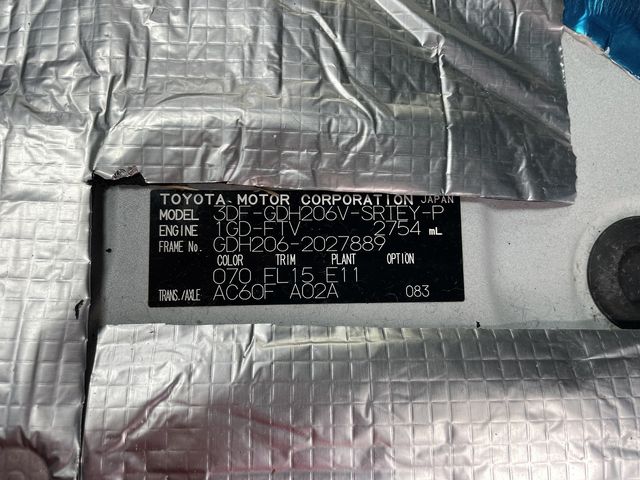 TOYOTA MOTOR CORPORATION JAPAN
MODEL 3DF-GDH206V-SRTEY-P
ENGINE 1GD-FTV 2754 mL
FRAME No. GDH206-2027889
COLOR TRIM PLANT OPTION
070 FL15 E11
TRANS./AXLE AC60F A02A 083